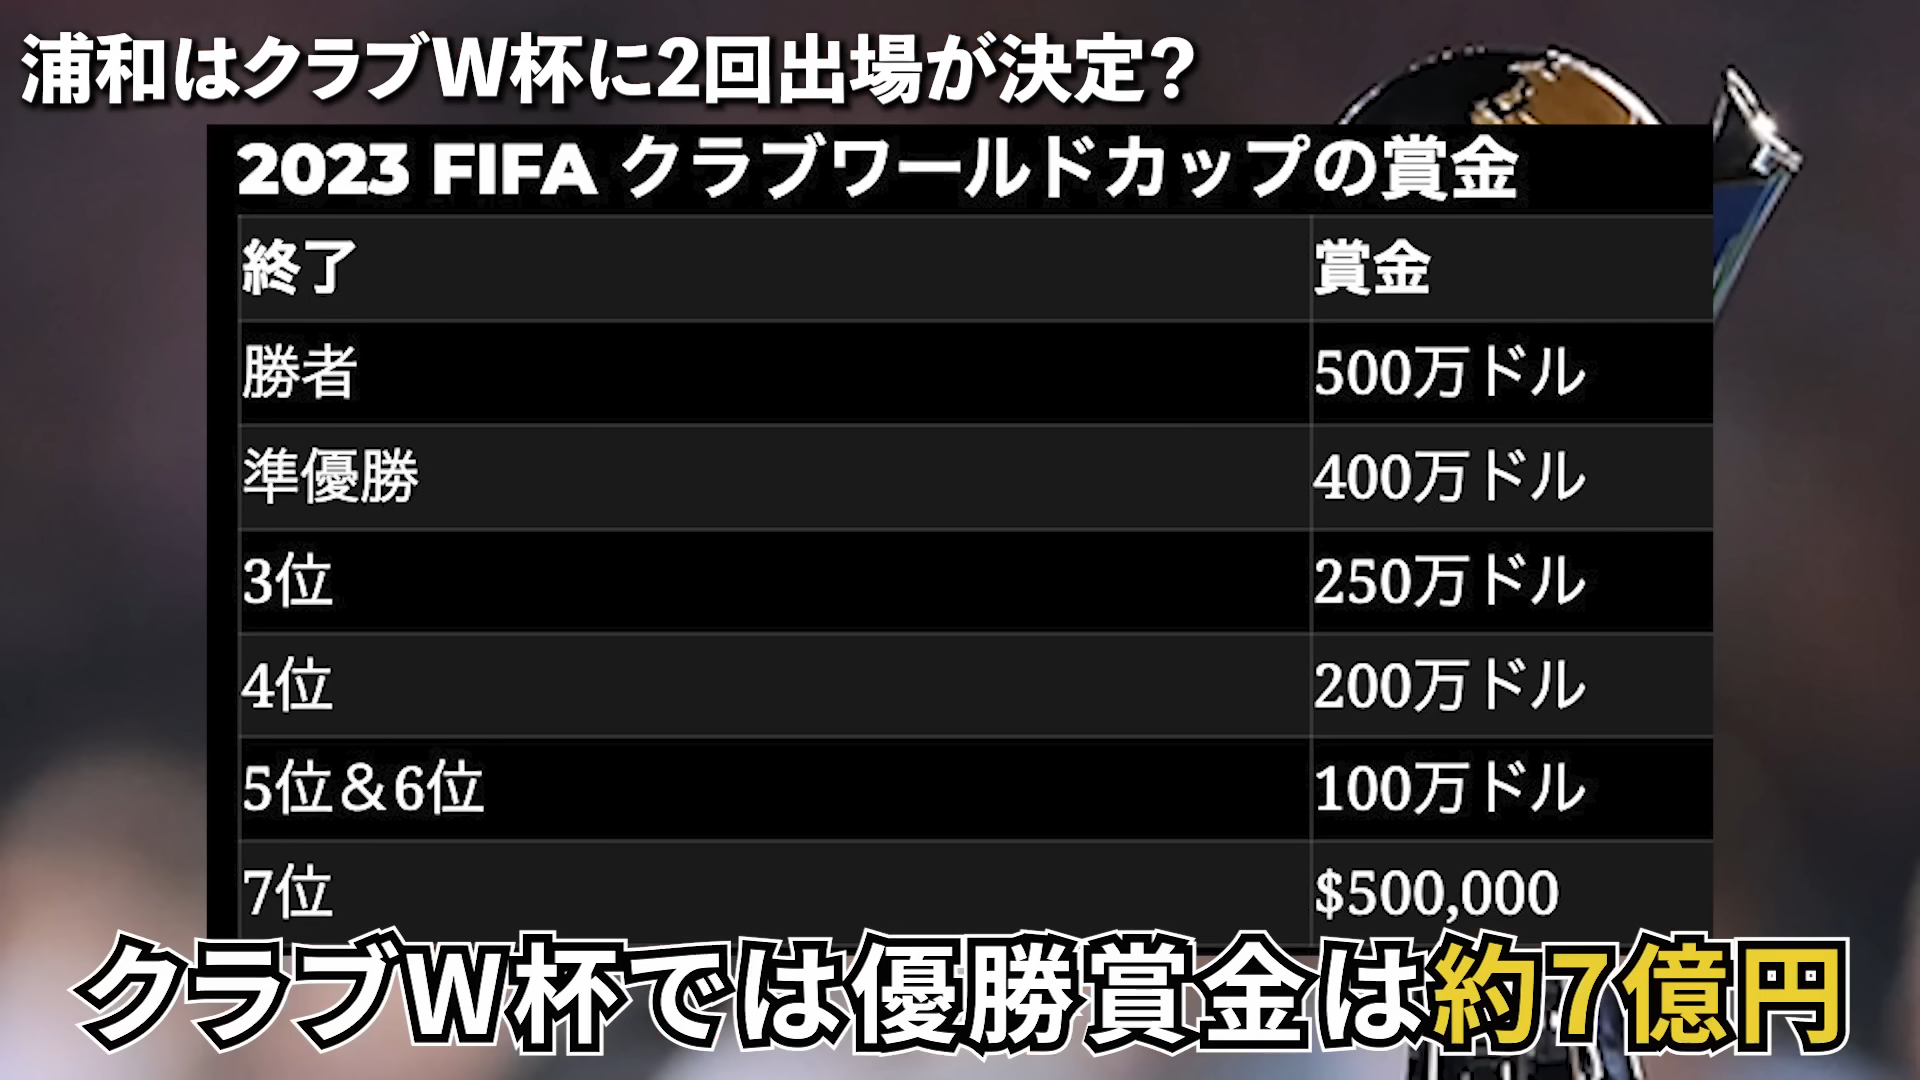 浦和はクラブW杯に2回出場が決定?
2023 FIFA クラブワールドカップの賞金
終了 賞金
勝者 500万ドル
準優勝 400万ドル
3位 250万ドル
4位 200万ドル
5位&6位 100万ドル
7位 $500,000
クラブW杯では優勝賞金は約7億円